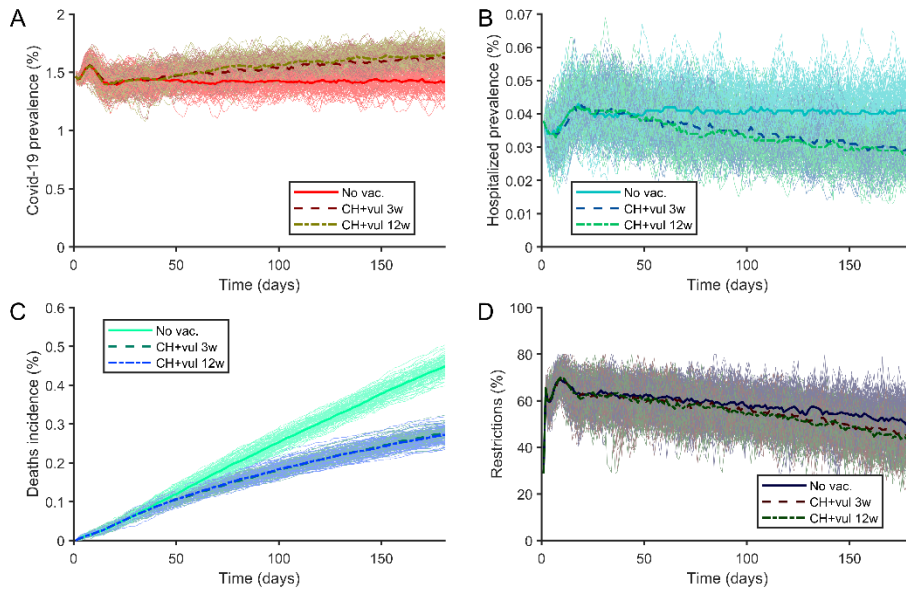 A
Covid-19 prevalence (%)
2
1.5
1
0.5
0
0
50
100
150
Time (days)
No vac.
CH+vul 3w
CH+vul 12w
B
Hospitalized prevalence (%)
0.07
0.06
0.05
0.04
0.03
0.02
0.01
0
50
100
150
Time (days)
No vac.
CH+vul 3w
CH+vul 12w
C
Deaths incidence (%)
0.6
0.5
0.4
0.3
0.2
0.1
0
0
50
100
150
Time (days)
No vac.
CH+vul 3w
CH+vul 12w
D
Restrictions (%)
100
80
60
40
20
0
0
50
100
150
Time (days)
No vac.
CH+vul 3w
CH+vul 12w